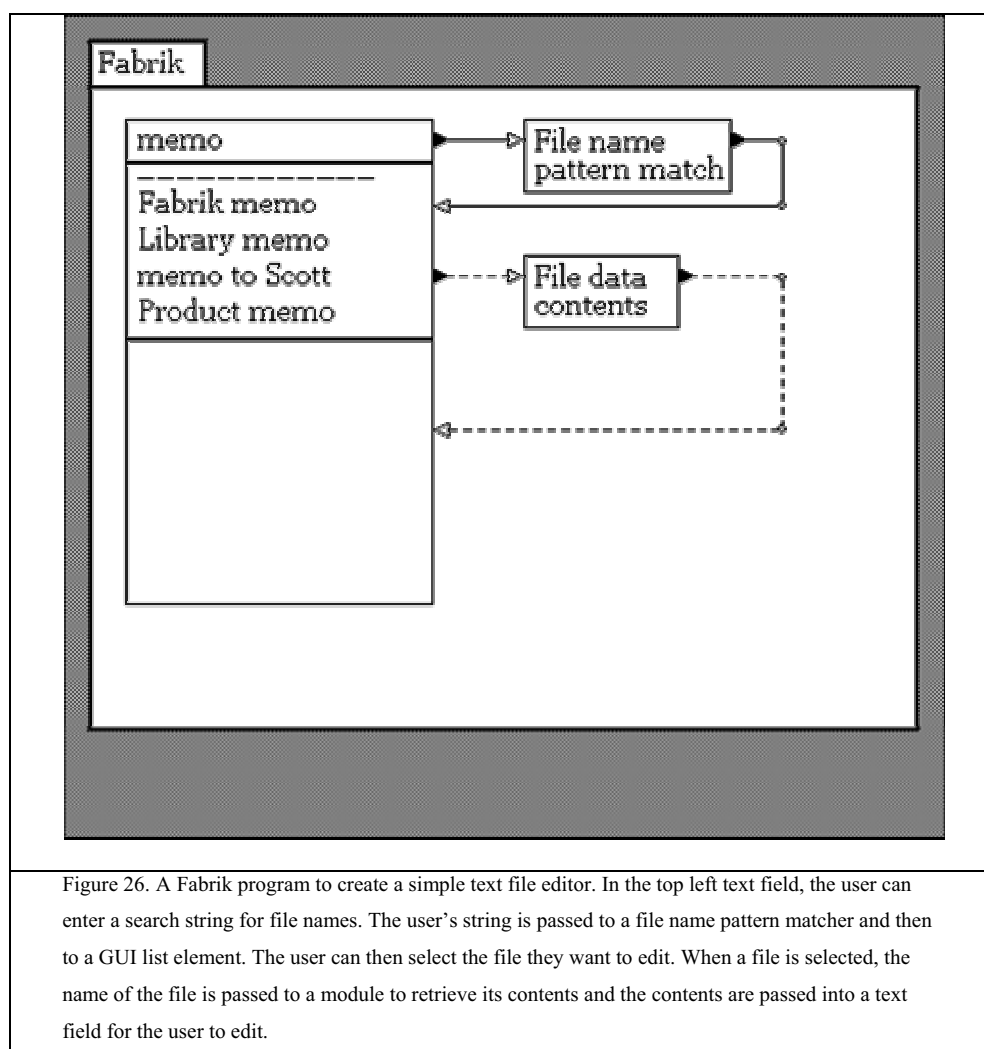 Fabrik
memo
File name
pattern match
Fabrik memo
Library memo
memo to Scott
Product memo
File data
contents
Figure 26. A Fabrik program to create a simple text file editor. In the top left text field, the user can
enter a search string for file names. The user’s string is passed to a file name pattern matcher and then
to a GUI list element. The user can then select the file they want to edit. When a file is selected, the
name of the file is passed to a module to retrieve its contents and the contents are passed into a text
field for the user to edit.